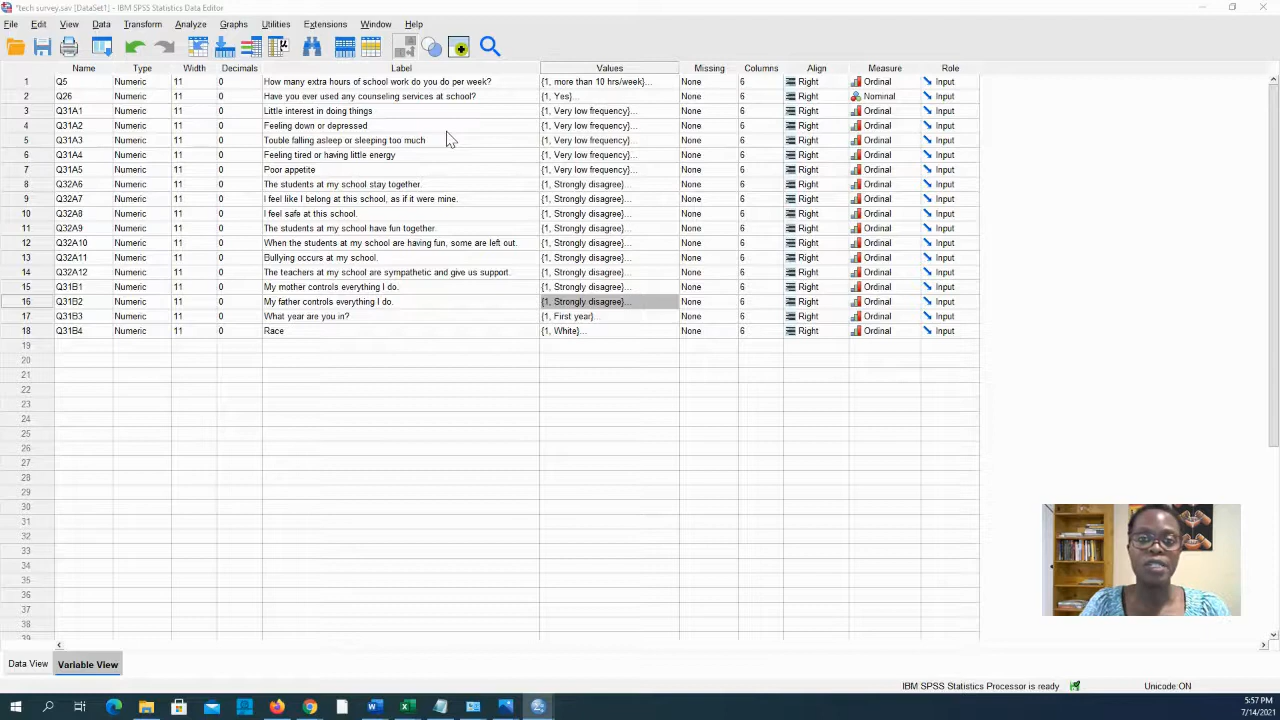 *tech survey.sav [DataSet1] - IBM SPSS Statistics Data Editor
File Edit View Data Transform Analyze Graphs Utilities Extensions Window Help
Name Type Width Decimals Label Values Missing Columns Align Measure Role
1 Q5 Numeric 11 0 How many extra hours of school work do you do per week? {1, more than 10 hrs/week}... None 6 Right Ordinal Input
2 Q26 Numeric 11 0 Have you ever used any counseling services at school? {1, Yes}... None 6 Right Nominal Input
3 Q31A1 Numeric 11 0 Little interest in doing things {1, Very low frequency}... None 6 Right Ordinal Input
4 Q31A2 Numeric 11 0 Feeling down or depressed {1, Very low frequency}... None 6 Right Ordinal Input
5 Q31A3 Numeric 11 0 Touble falling asleep or sleeping too much {1, Very low frequency}... None 6 Right Ordinal Input
6 Q31A4 Numeric 11 0 Feeling tired or having little energy {1, Very low frequency}... None 6 Right Ordinal Input
7 Q31A5 Numeric 11 0 Poor appetite {1, Very low frequency}... None 6 Right Ordinal Input
8 Q32A6 Numeric 11 0 The students at my school stay together. {1, Strongly disagree}... None 6 Right Ordinal Input
9 Q32A7 Numeric 11 0 I feel like I belong at this school, as if it were mine. {1, Strongly disagree}... None 6 Right Ordinal Input
10 Q32A8 Numeric 11 0 I feel safe at this school. {1, Strongly disagree}... None 6 Right Ordinal Input
11 Q32A9 Numeric 11 0 The students at my school have fun together. {1, Strongly disagree}... None 6 Right Ordinal Input
12 Q32A10 Numeric 11 0 When the students at my school are having fun, some are left out. {1, Strongly disagree}... None 6 Right Ordinal Input
13 Q32A11 Numeric 11 0 Bullying occurs at my school. {1, Strongly disagree}... None 6 Right Ordinal Input
14 Q32A12 Numeric 11 0 The teachers at my school are sympathetic and give us support. {1, Strongly disagree}... None 6 Right Ordinal Input
15 Q31B1 Numeric 11 0 My mother controls everything I do. {1, Strongly disagree}... None 6 Right Ordinal Input
16 Q31B2 Numeric 11 0 My father controls everything I do. {1, Strongly disagree}... None 6 Right Ordinal Input
17 Q31B3 Numeric 11 0 What year are you in? {1, First year}... None 6 Right Ordinal Input
18 Q31B4 Numeric 11 0 Race {1, White}... None 6 Right Ordinal Input
19
20
21
22
23
24
25
26
27
28
29
30
31
32
33
34
35
36
37
38
39
Data View Variable View
IBM SPSS Statistics Processor is ready Unicode:ON
5:57 PM
7/14/2021